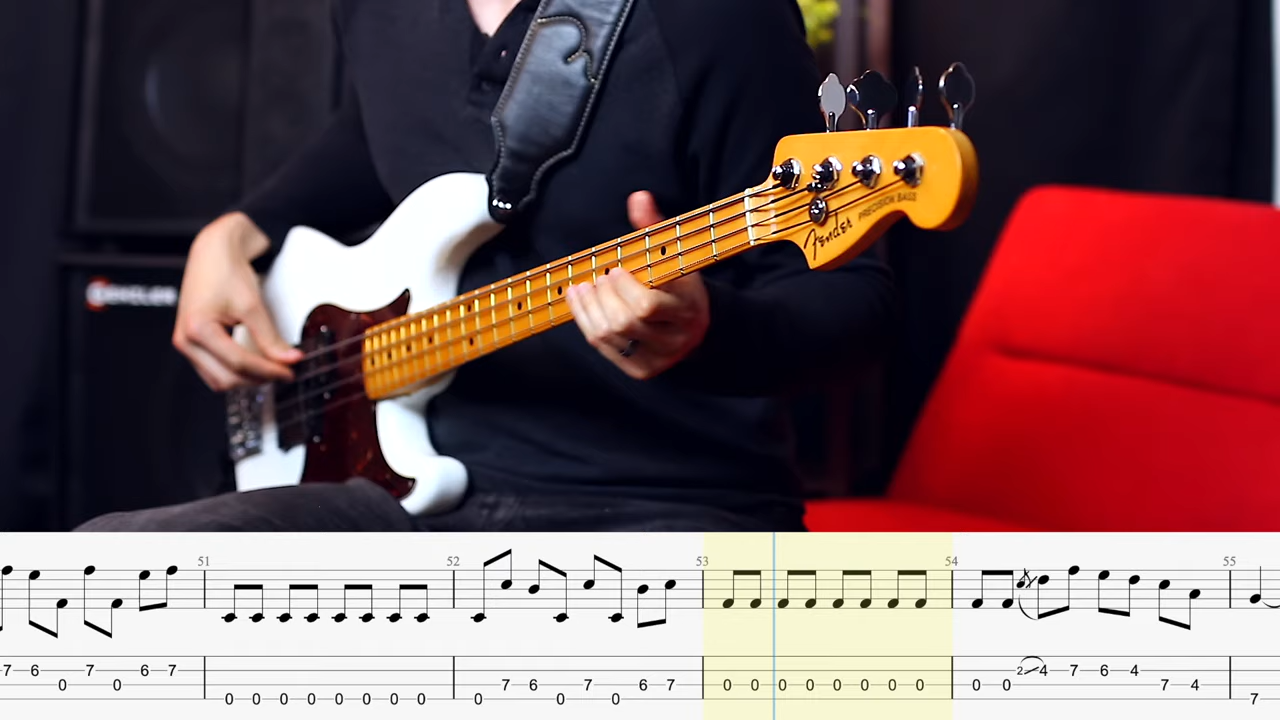 Fender PRECISION BASS
51 52 53 54 55
7 6 7 6 7 2 4 7 6 4
0 0 7 6 7 6 7 0 0 0 0 0 0 0 0 0 0 7 4
0 0 0 0 0 0 0 0 0 0 0 7